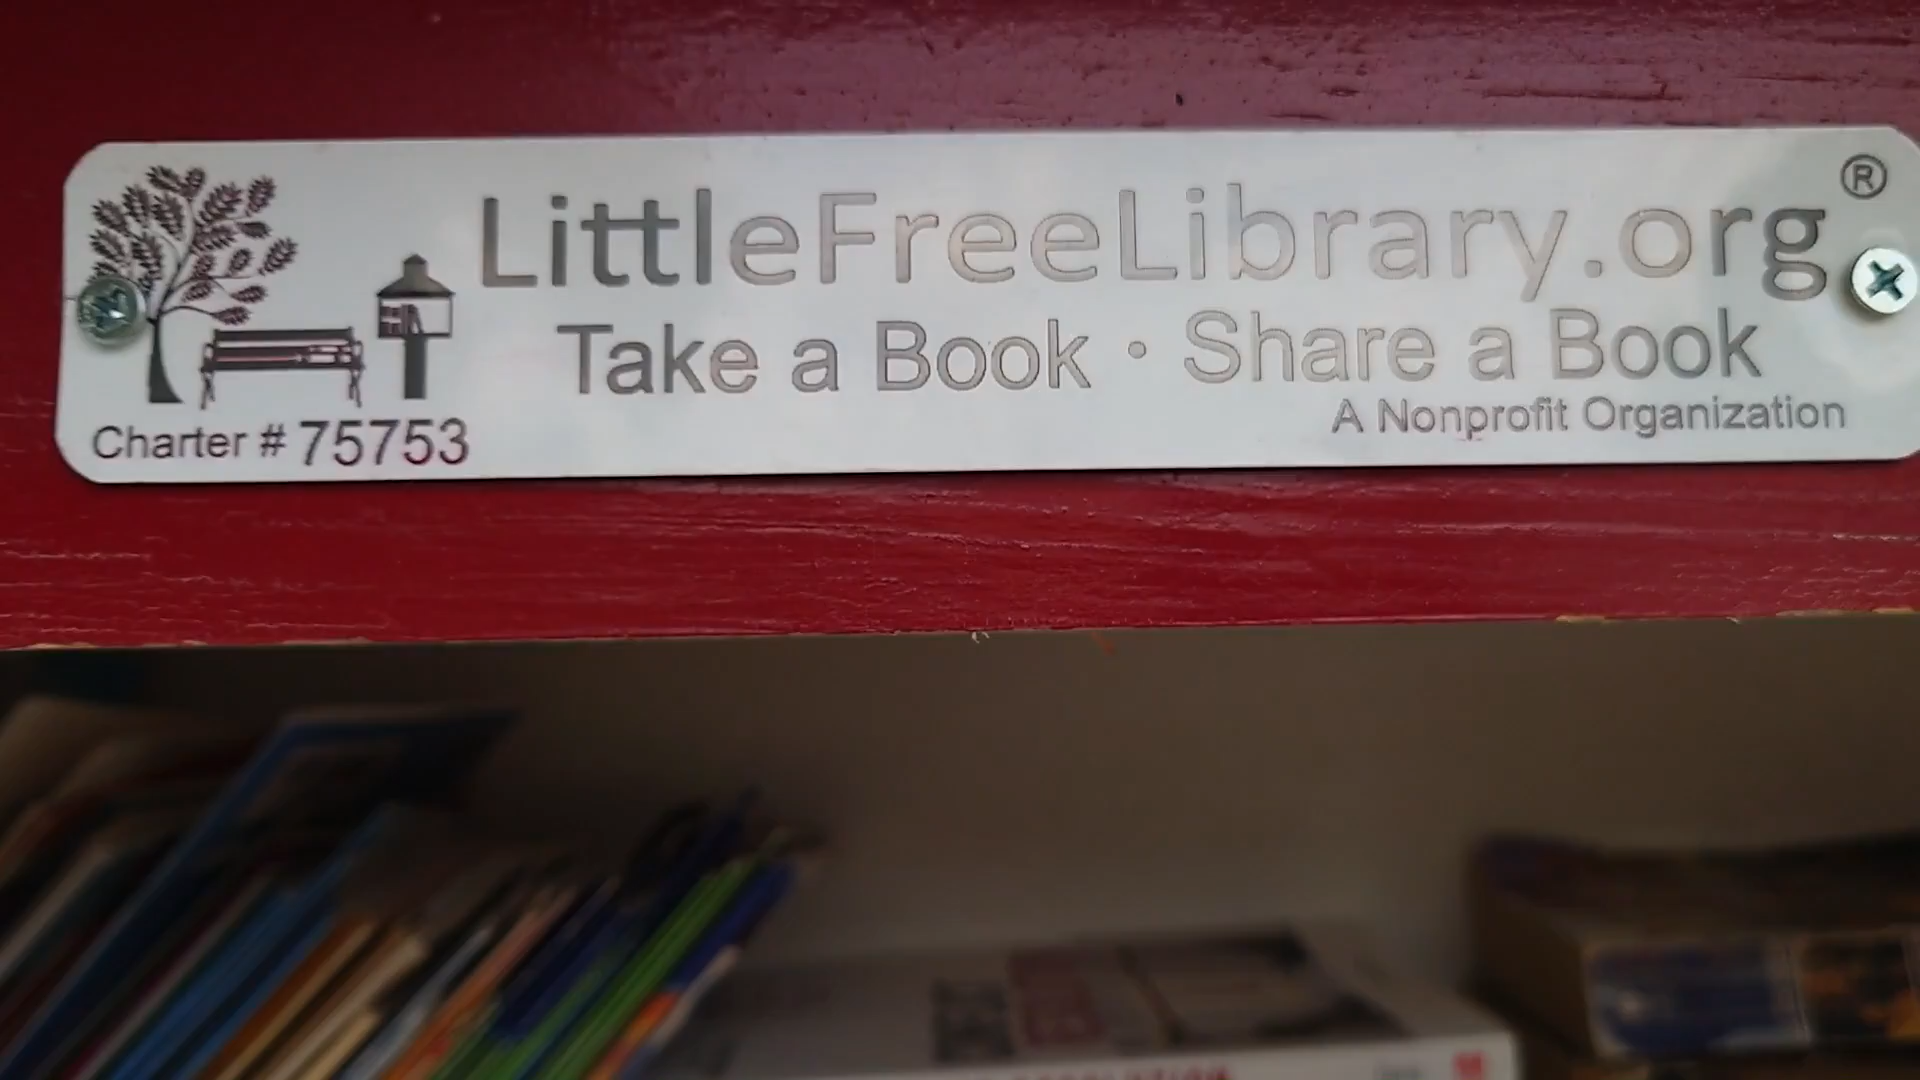 LittleFreeLibrary.org®
Take a Book · Share a Book
A Nonprofit Organization
Charter # 75753